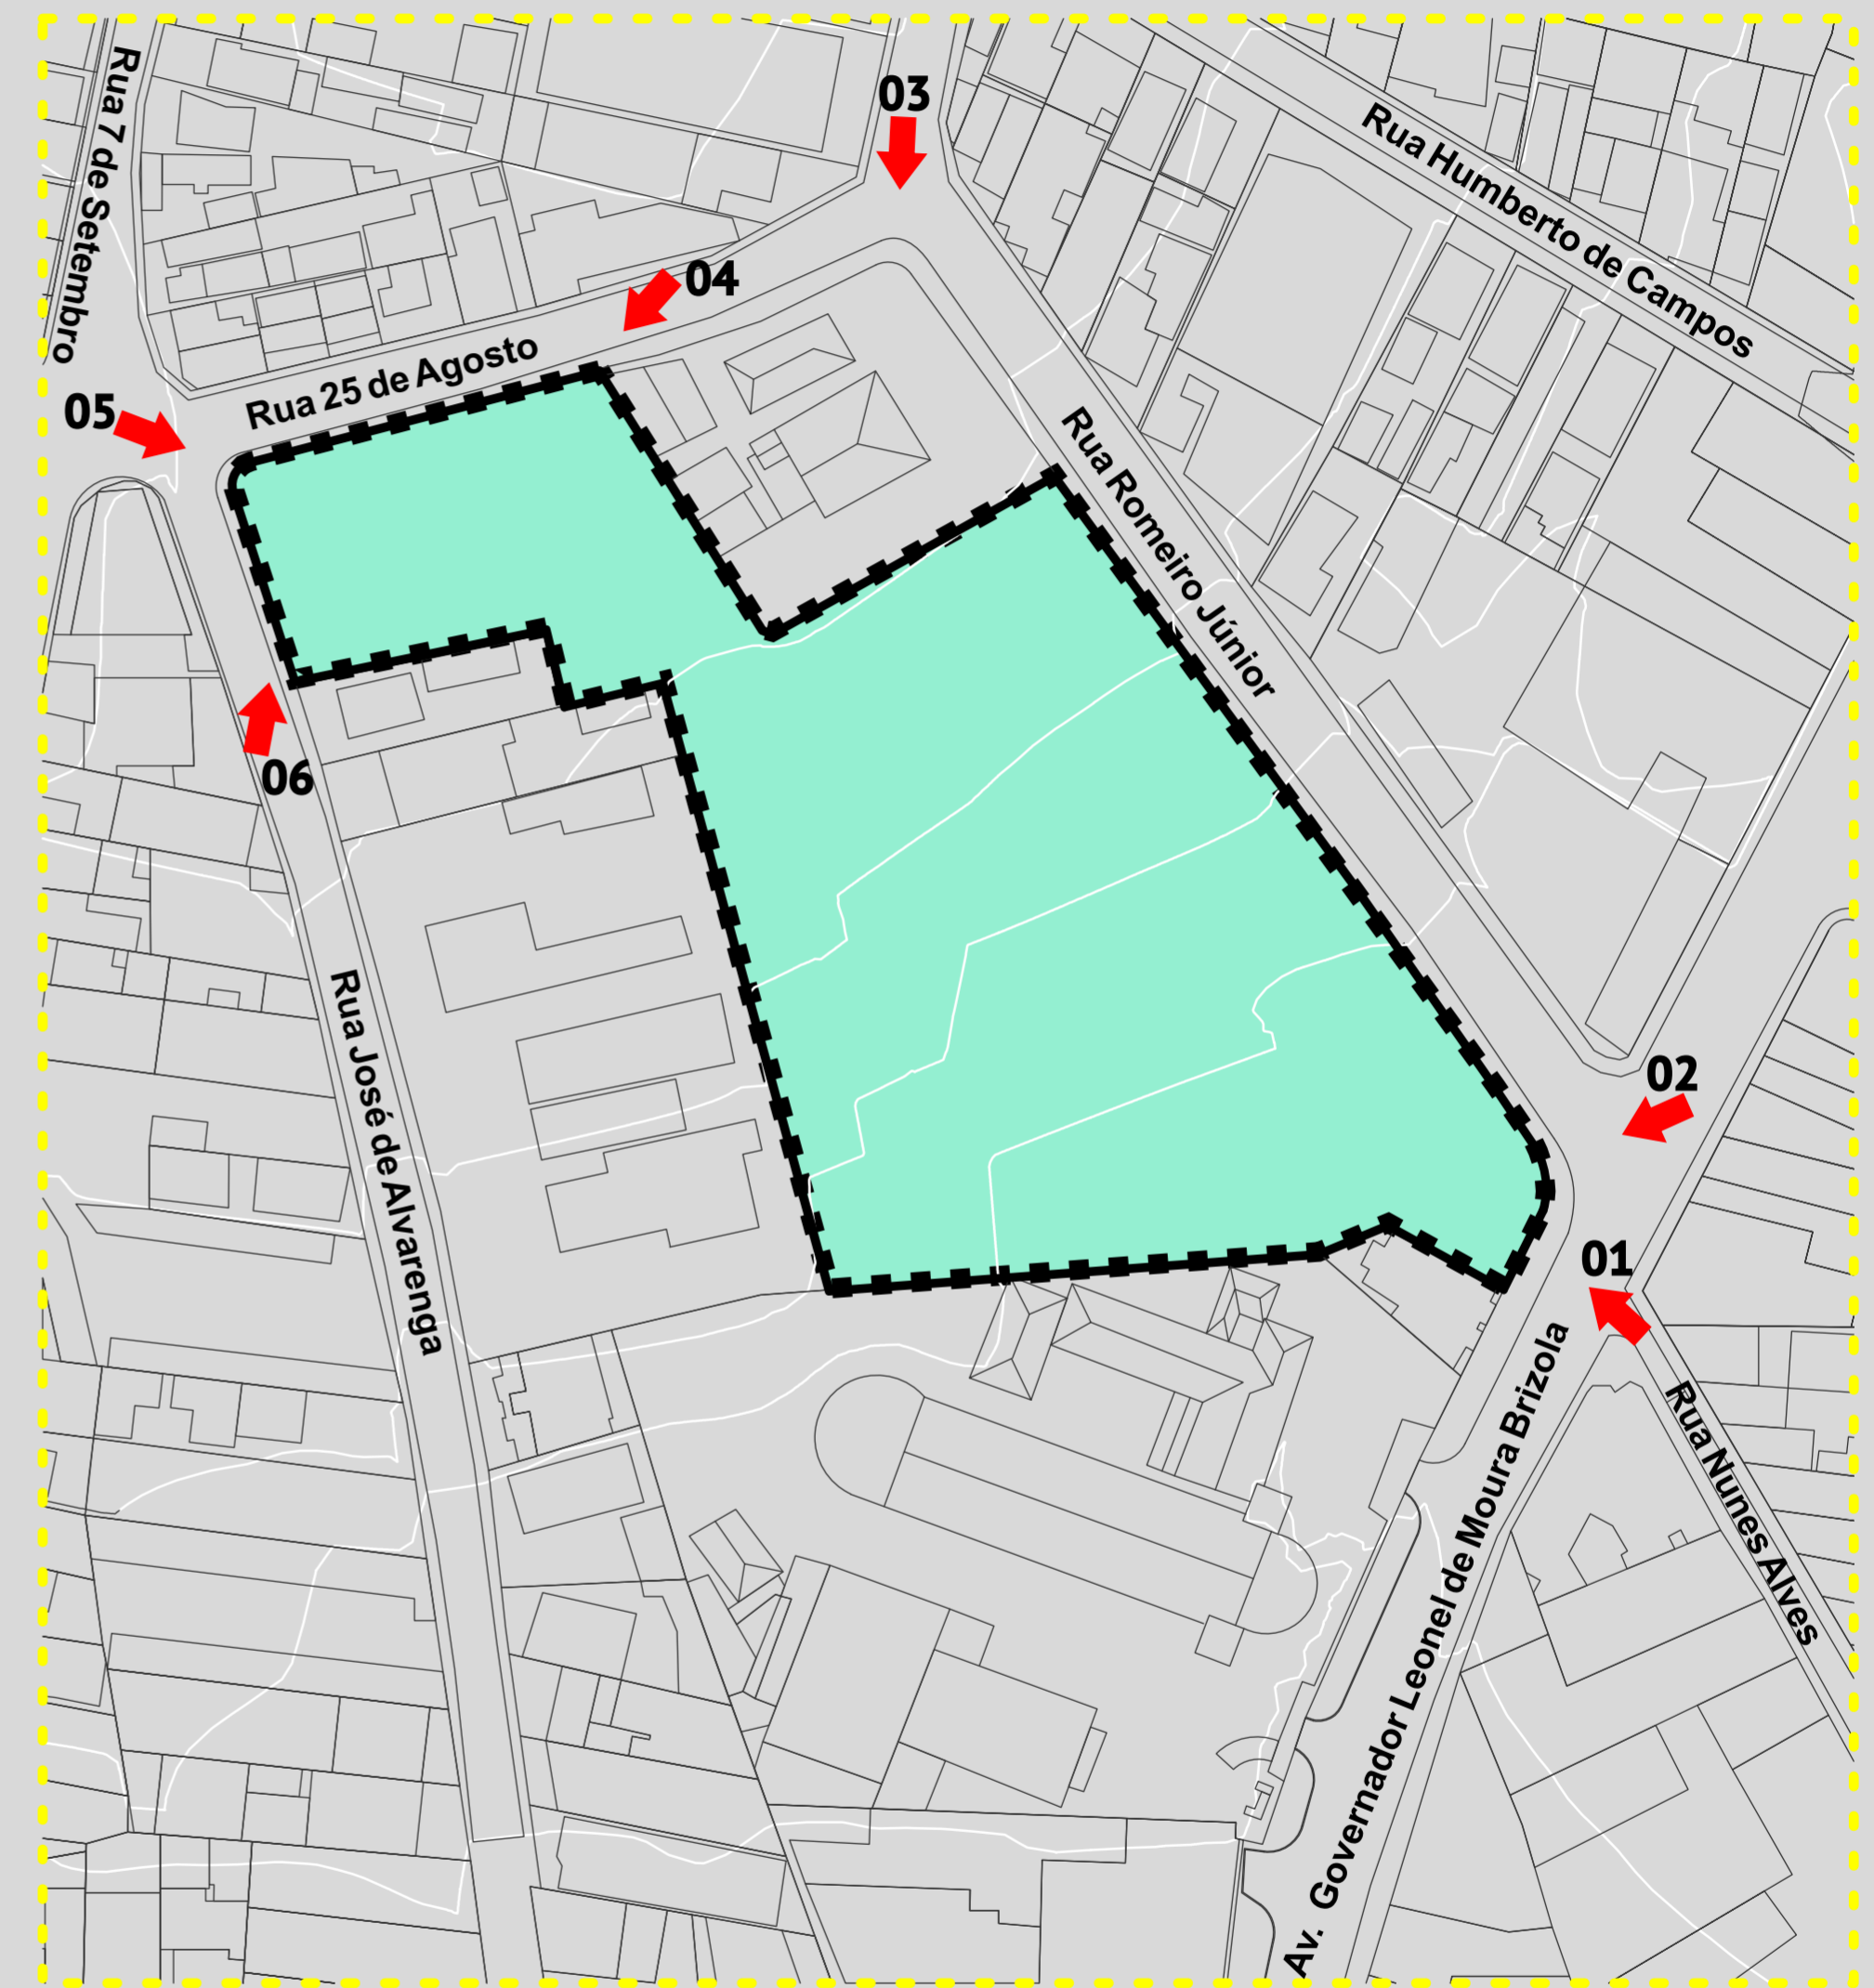 03
Rua 7 de Setembro
Rua Humberto de Campos
04
Rua 25 de Agosto
05
Rua Romeiro Júnior
06
Rua José de Alvarenga
02
01
Av. Governador Leonel de Moura Brizola
Rua Nunes Alves